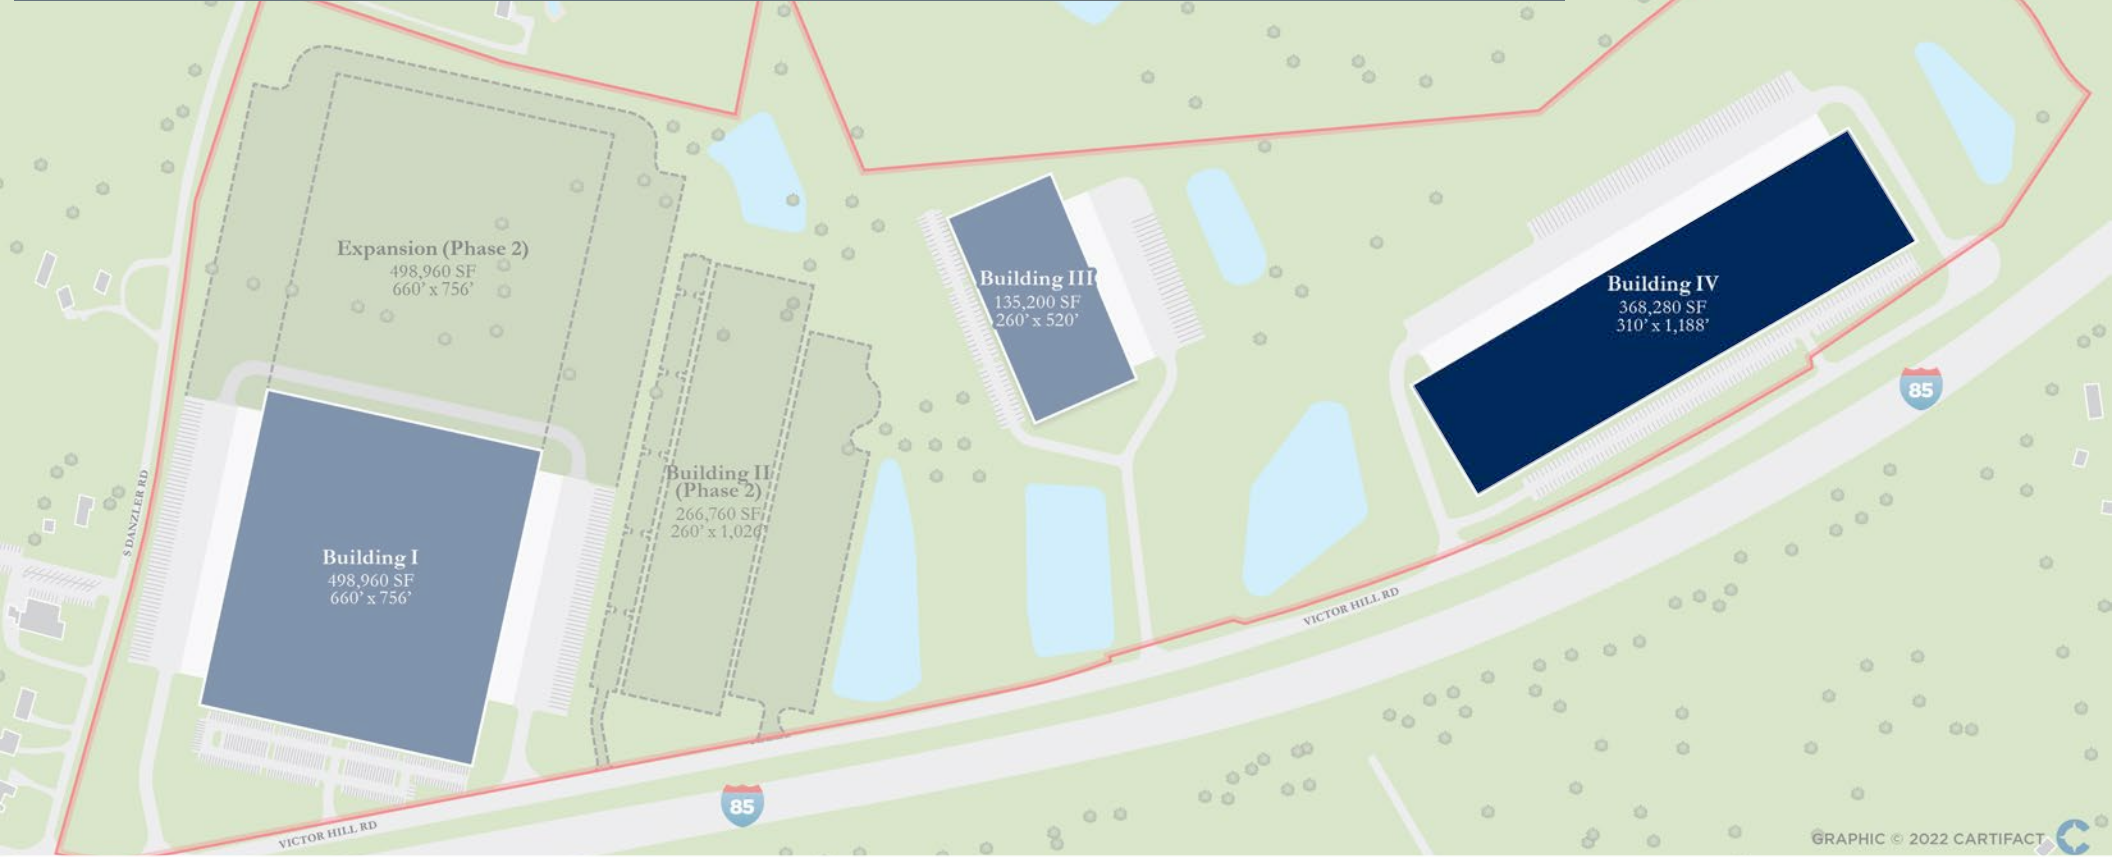 Expansion (Phase 2)
498,960 SF
660’ x 756’
Building III
135,200 SF
260’ x 520’
Building IV
368,280 SF
310’ x 1,188’
85
Building II
(Phase 2)
266,760 SF
260’ x 1,026’
S DANZLER RD
Building I
498,960 SF
660’ x 756’
VICTOR HILL RD
85
VICTOR HILL RD
GRAPHIC © 2022 CARTIFACT